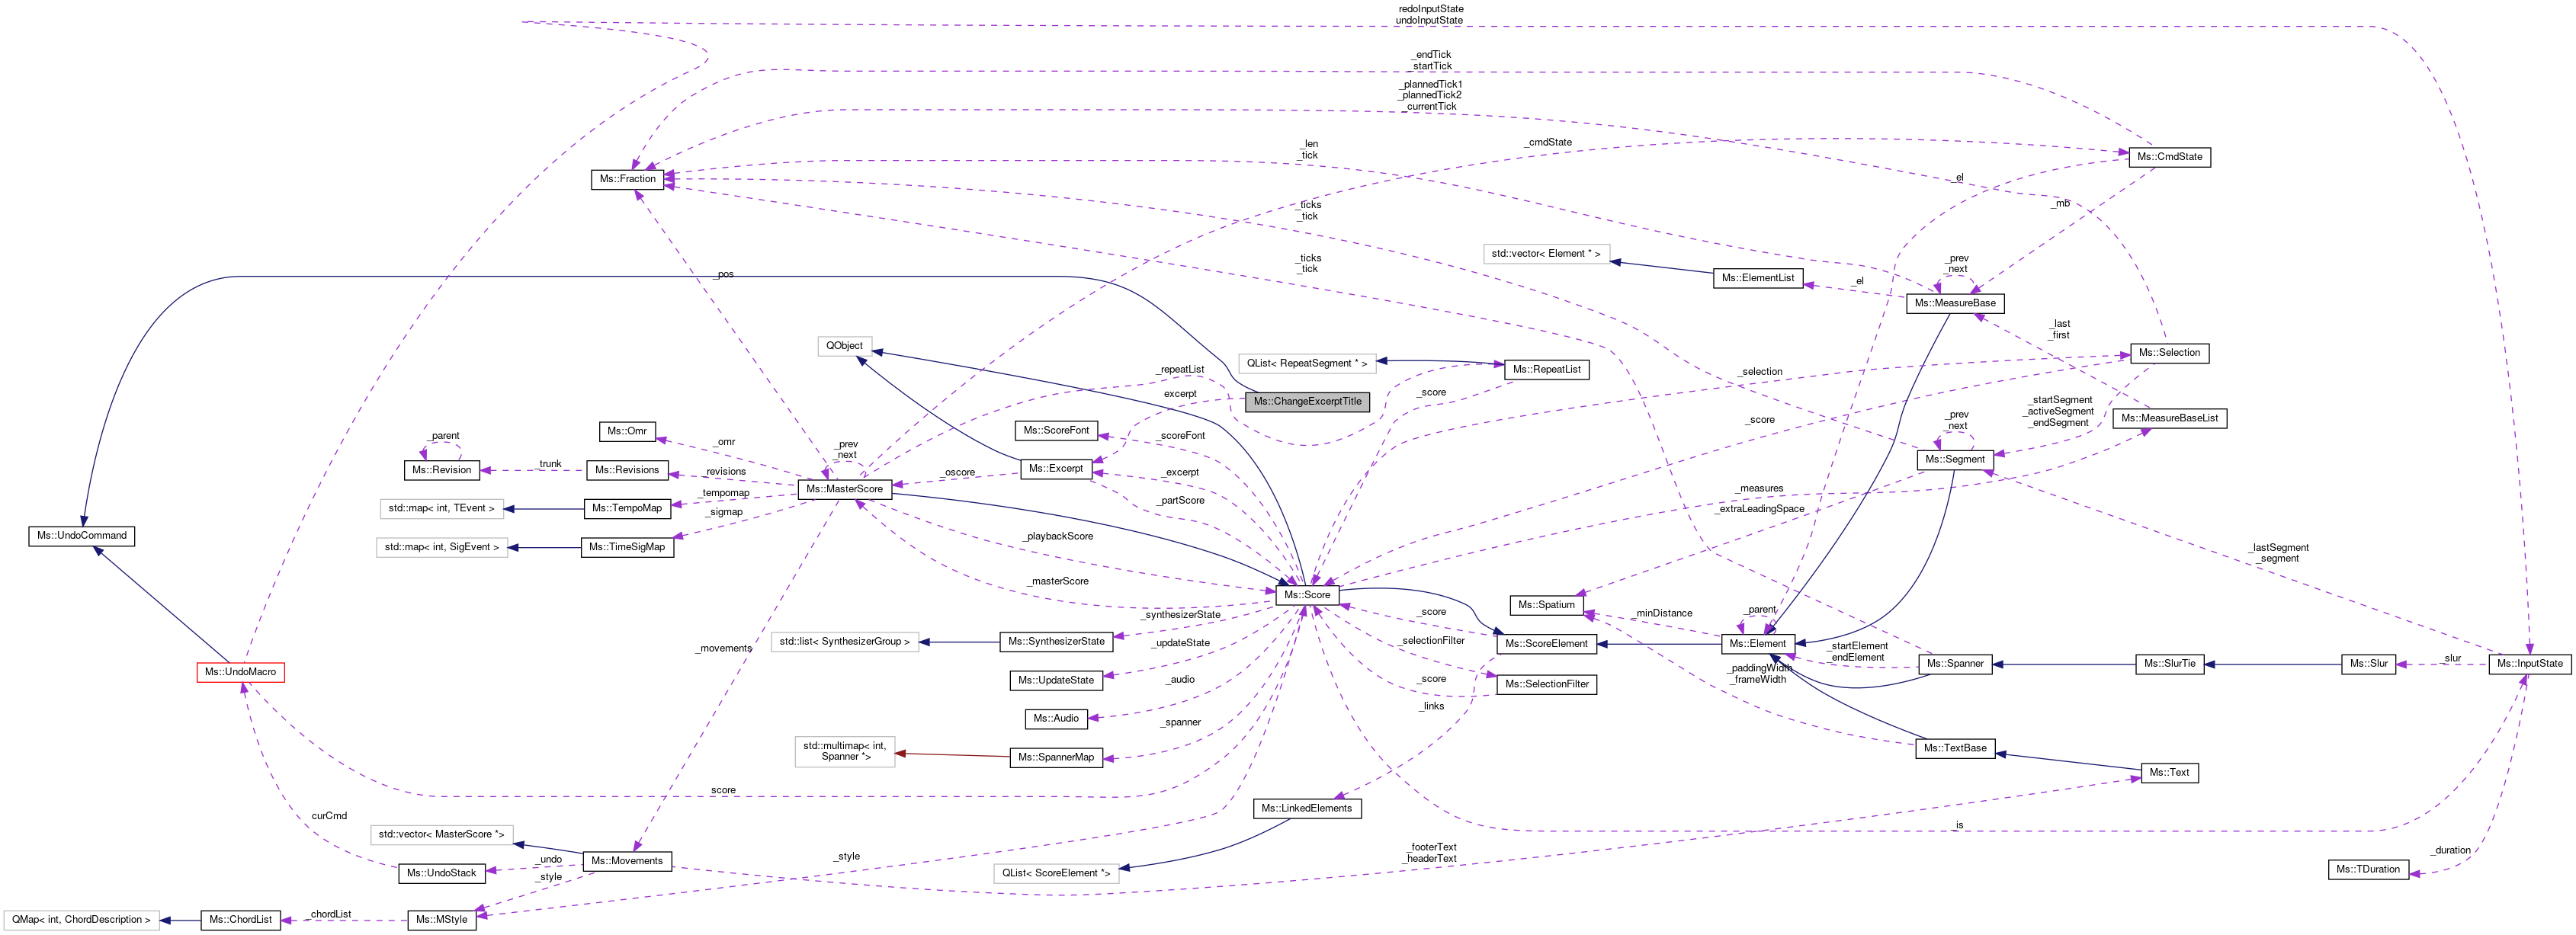 redoInputState
undoInputState
_endTick
_startTick
_plannedTick1
_plannedTick2
_currentTick
_len
_tick
_cmdState
Ms::CmdState
Ms::Fraction
_el
_mb
_ticks
_tick
std::vector< Element * >
_ticks
_tick
_pos
Ms::ElementList
_el
_prev
_next
Ms::MeasureBase
_last
_first
QObject
QList< RepeatSegment * >
Ms::RepeatList
_repeatList
_selection
Ms::Selection
excerpt
Ms::ChangeExcerptTitle
_score
_startSegment
_activeSegment
_endSegment
Ms::MeasureBaseList
_score
_prev
_next
Ms::Omr
_omr
Ms::ScoreFont
_scoreFont
_parent
Ms::Revision
_trunk
Ms::Revisions
_revisions
_prev
_next
Ms::MasterScore
_oscore
Ms::Excerpt
_excerpt
_partScore
Ms::Segment
_measures
_extraLeadingSpace
std::map< int, TEvent >
Ms::TempoMap
_tempomap
_sigmap
std::map< int, SigEvent >
Ms::TimeSigMap
Ms::UndoCommand
_playbackScore
_masterScore
Ms::Score
_lastSegment
_segment
Ms::Spatium
_minDistance
_parent
_synthesizerState
std::list< SynthesizerGroup >
Ms::SynthesizerState
_updateState
_score
_selectionFilter
Ms::ScoreElement
Ms::Element
_startElement
_endElement
Ms::Spanner
Ms::SlurTie
Ms::Slur
_slur
Ms::InputState
_movements
Ms::UndoMacro
Ms::UpdateState
_audio
_score
Ms::SelectionFilter
_paddingWidth
_frameWidth
_links
Ms::Audio
_spanner
std::multimap< int,
Spanner *>
Ms::SpannerMap
Ms::TextBase
Ms::Text
score
Ms::LinkedElements
curCmd
_is
std::vector< MasterScore *>
Ms::Movements
_undo
_style
_style
_footerText
_headerText
_duration
Ms::UndoStack
QList< ScoreElement *>
Ms::TDuration
QMap< int, ChordDescription >
Ms::ChordList
_chordList
Ms::MStyle